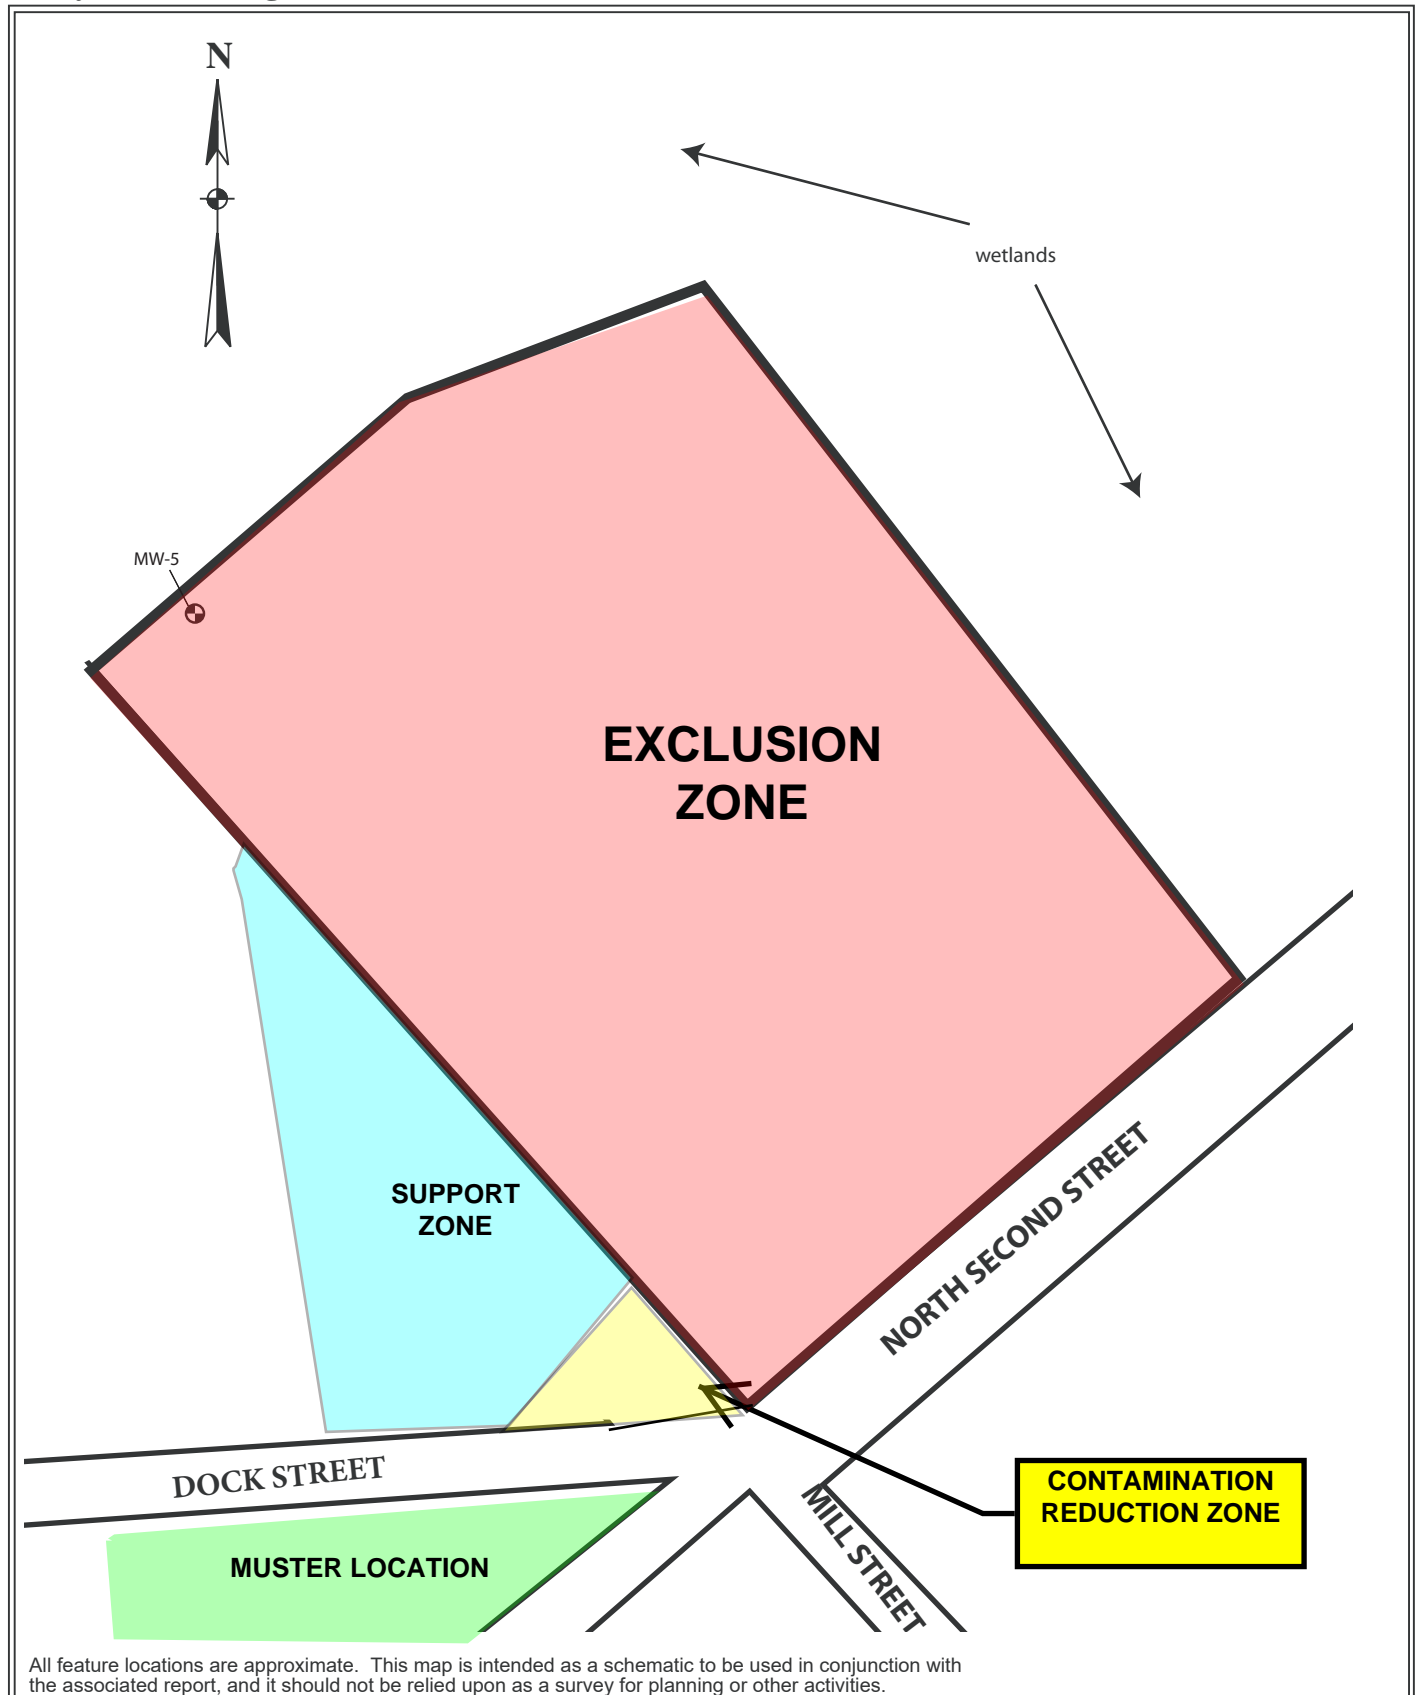 N
wetlands
MW-5
EXCLUSION
ZONE
SUPPORT
ZONE
NORTH SECOND STREET
DOCK STREET
MILL STREET
CONTAMINATION
REDUCTION ZONE
MUSTER LOCATION
All feature locations are approximate. This map is intended as a schematic to be used in conjunction with
the associated report, and it should not be relied upon as a survey for planning or other activities.